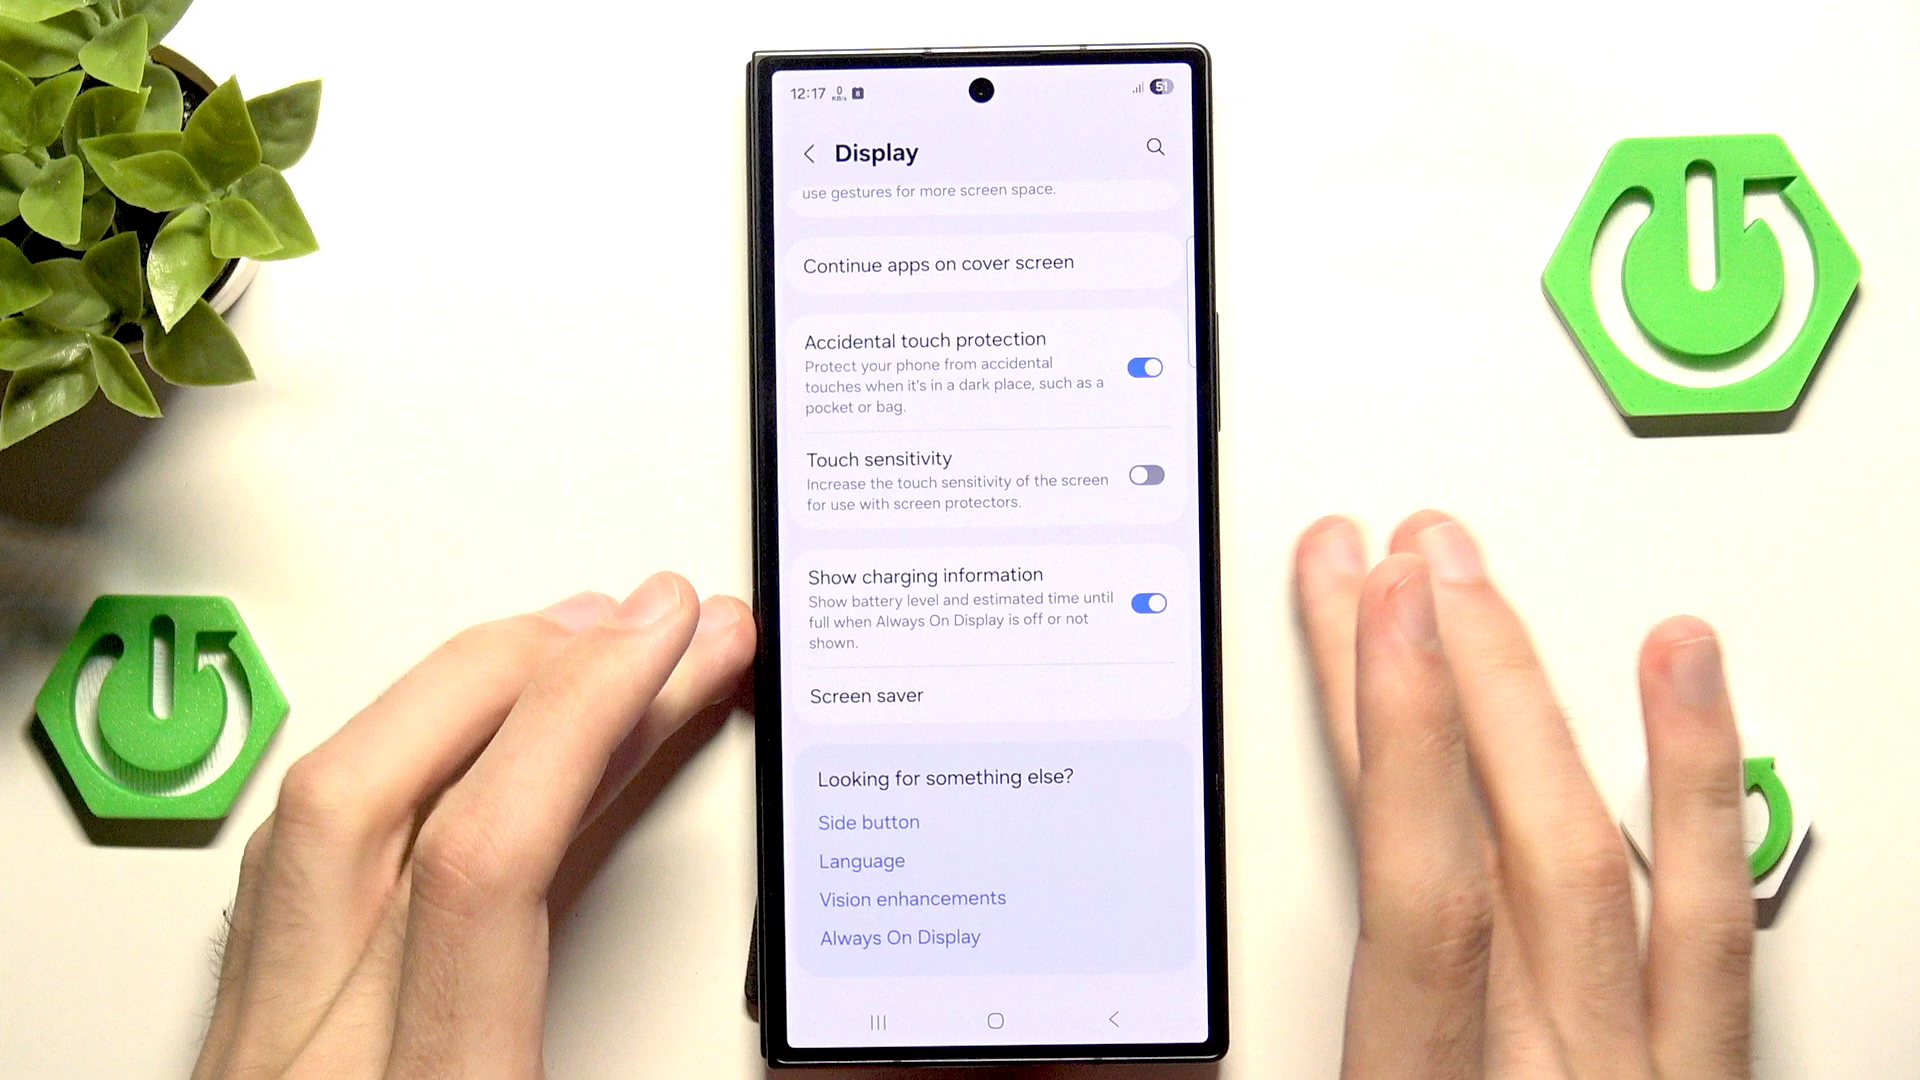 12:17 0 KB/s 51
Display
use gestures for more screen space.
Continue apps on cover screen
Accidental touch protection
Protect your phone from accidental
touches when it's in a dark place, such as a
pocket or bag.
Touch sensitivity
Increase the touch sensitivity of the screen
for use with screen protectors.
Show charging information
Show battery level and estimated time until
full when Always On Display is off or not
shown.
Screen saver
Looking for something else?
Side button
Language
Vision enhancements
Always On Display